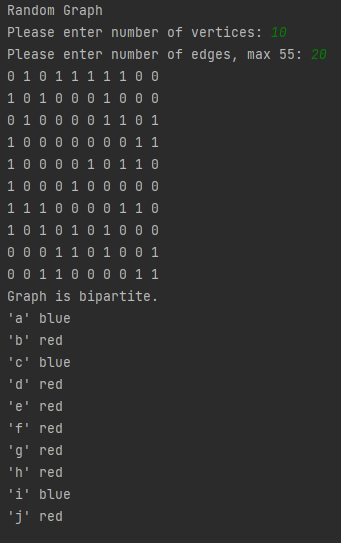 Random Graph
Please enter number of vertices: 10
Please enter number of edges, max 55: 20
0 1 0 1 1 1 1 1 0 0
1 0 1 0 0 0 1 0 0 0
0 1 0 0 0 0 1 1 0 1
1 0 0 0 0 0 0 0 1 1
1 0 0 0 0 1 0 1 1 0
1 0 0 0 1 0 0 0 0 0
1 1 1 0 0 0 0 1 1 0
1 0 1 0 1 0 1 0 0 0
0 0 0 1 1 0 1 0 0 1
0 0 1 1 0 0 0 0 1 1
Graph is bipartite.
'a' blue
'b' red
'c' blue
'd' red
'e' red
'f' red
'g' red
'h' red
'i' blue
'j' red